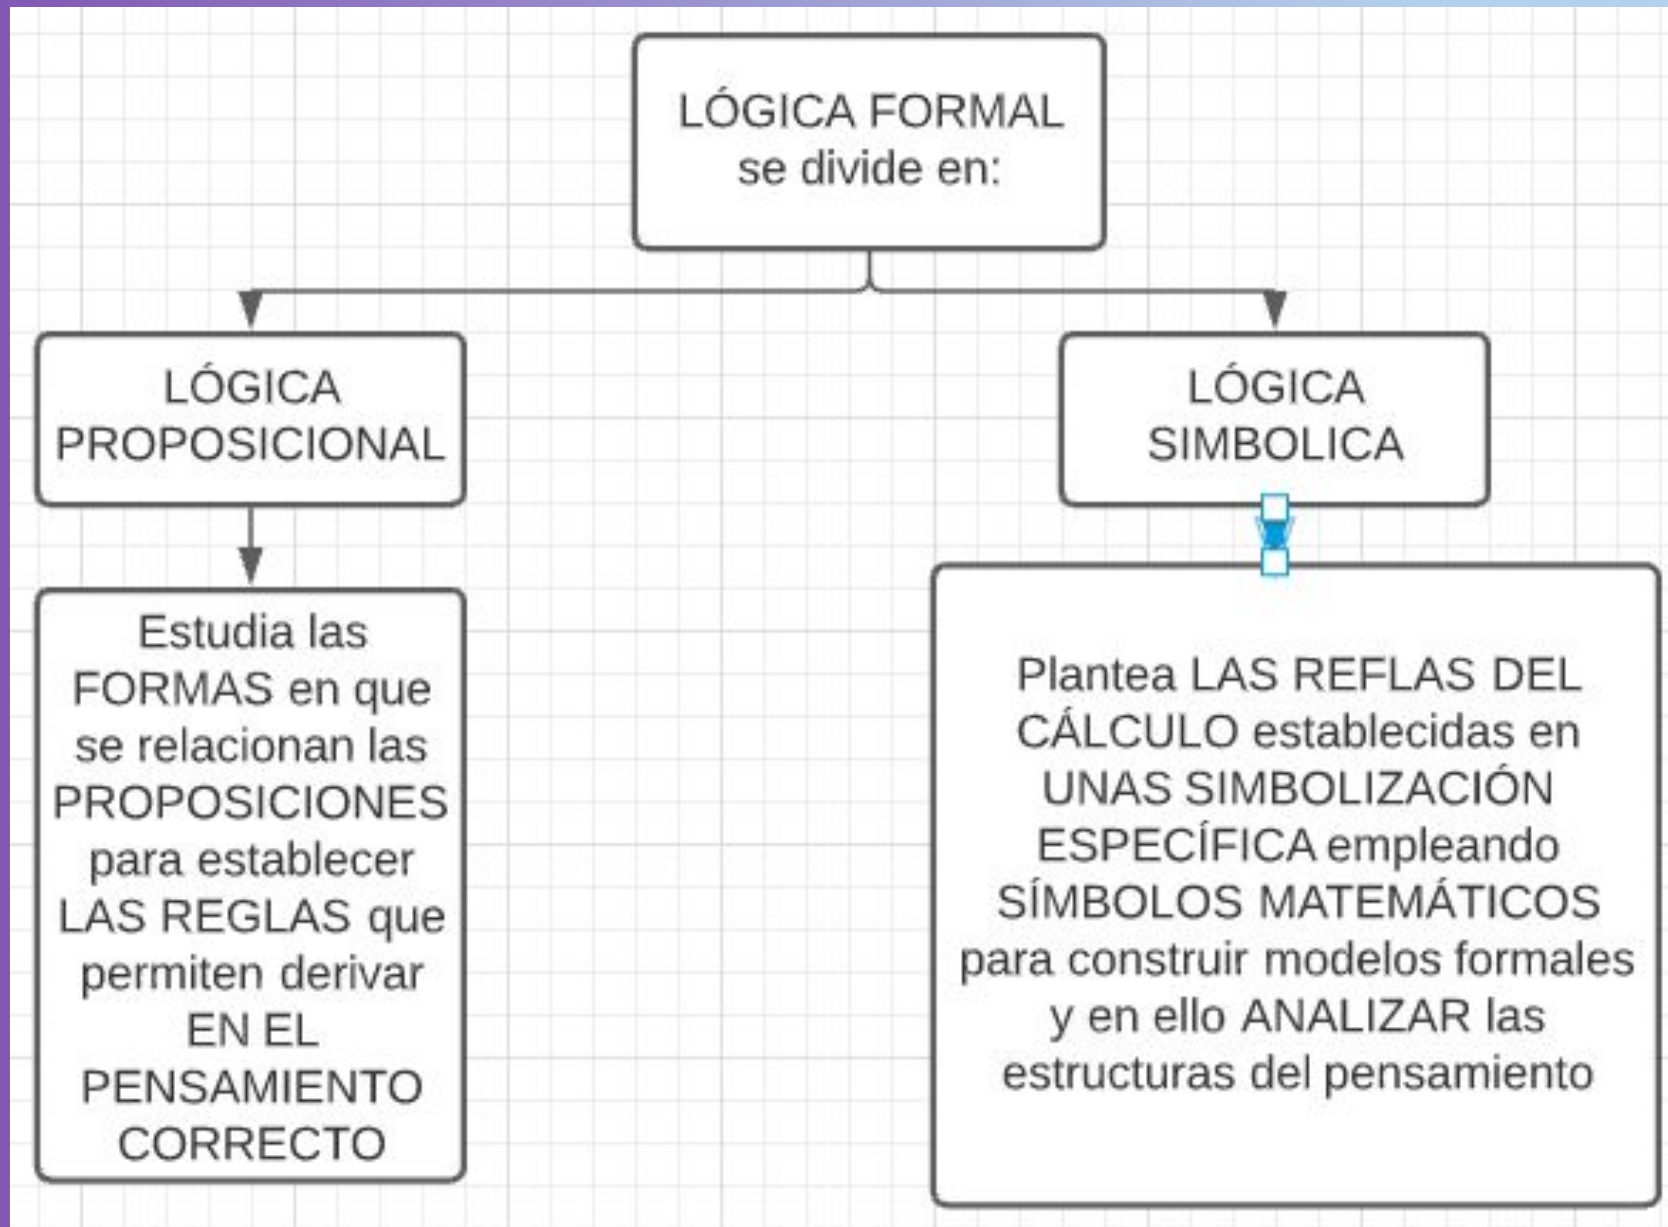 LÓGICA FORMAL
se divide en:
LÓGICA
PROPOSICIONAL
LÓGICA
SIMBOLICA
Estudia las
FORMAS en que
se relacionan las
PROPOSICIONES
para establecer
LAS REGLAS que
permiten derivar
EN EL
PENSAMIENTO
CORRECTO
Plantea LAS REFLAS DEL
CÁLCULO establecidas en
UNAS SIMBOLIZACIÓN
ESPECÍFICA empleando
SÍMBOLOS MATEMÁTICOS
para construir modelos formales
y en ello ANALIZAR las
estructuras del pensamiento